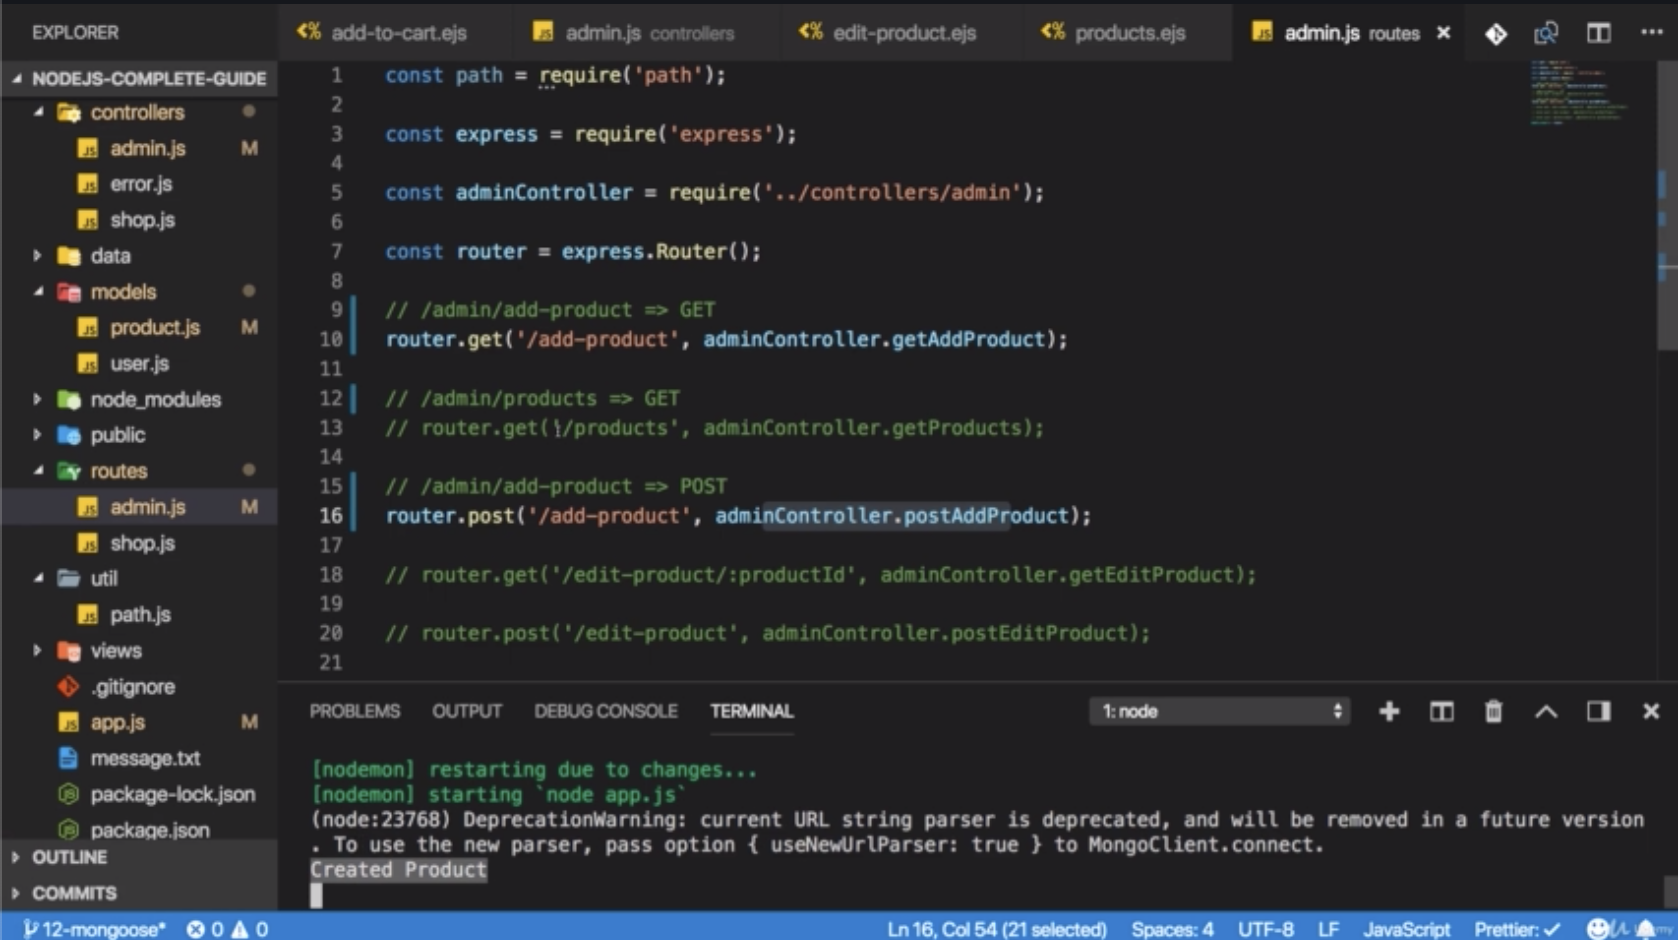 EXPLORER
add-to-cart.ejs
admin.js controllers
edit-product.ejs
products.ejs
admin.js routes
NODEJS-COMPLETE-GUIDE
controllers
admin.js M
error.js
shop.js
data
models
product.js M
user.js
node_modules
public
routes
admin.js M
shop.js
util
path.js
views
.gitignore
app.js M
message.txt
package-lock.json
package.json
OUTLINE
COMMITS
1 const path = require('path');
2
3 const express = require('express');
4
5 const adminController = require('../controllers/admin');
6
7 const router = express.Router();
8
9 // /admin/add-product => GET
10 router.get('/add-product', adminController.getAddProduct);
11
12 // /admin/products => GET
13 // router.get('/products', adminController.getProducts);
14
15 // /admin/add-product => POST
16 router.post('/add-product', adminController.postAddProduct);
17
18 // router.get('/edit-product/:productId', adminController.getEditProduct);
19
20 // router.post('/edit-product', adminController.postEditProduct);
21
PROBLEMS OUTPUT DEBUG CONSOLE TERMINAL 1: node
[nodemon] restarting due to changes...
[nodemon] starting `node app.js`
(node:23768) DeprecationWarning: current URL string parser is deprecated, and will be removed in a future version
. To use the new parser, pass option { useNewUrlParser: true } to MongoClient.connect.
Created Product
12-mongoose* 0 0 Ln 16, Col 54 (21 selected) Spaces: 4 UTF-8 LF JavaScript Prettier: ✓